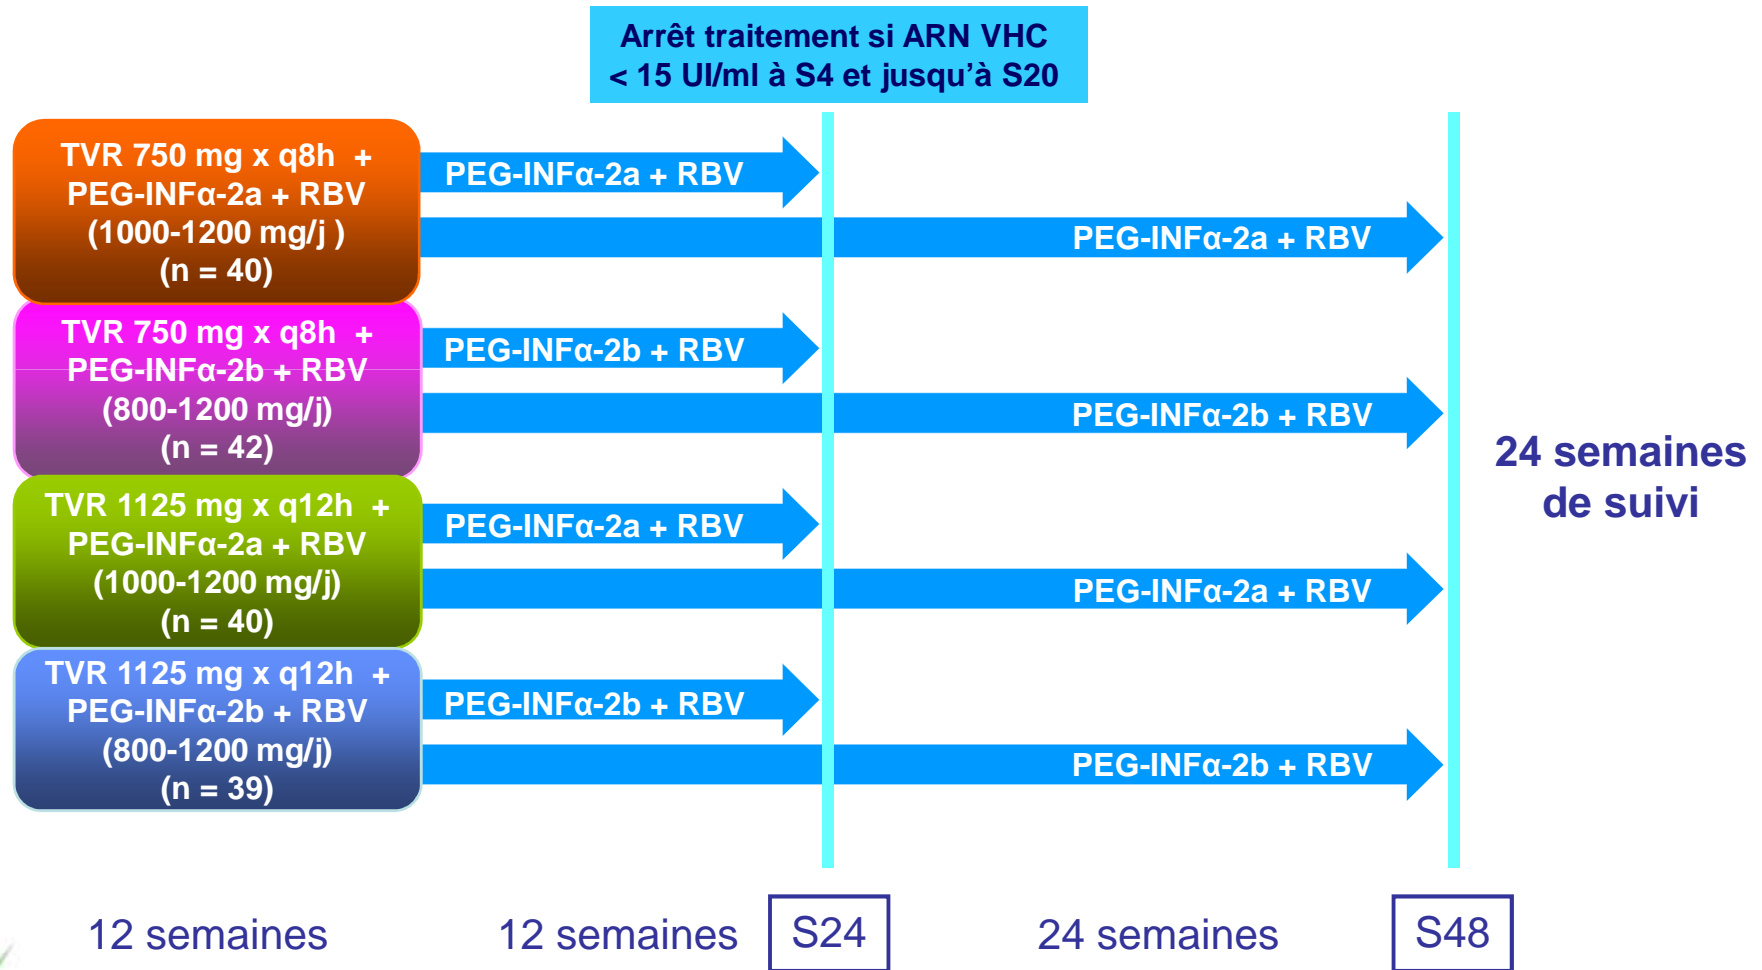 Arrêt traitement si ARN VHC
< 15 UI/ml à S4 et jusqu'à S20
TVR 750 mg x q8h +
PEG-INFα-2a + RBV
(1000-1200 mg/j )
(n = 40)
PEG-INFα-2a + RBV
PEG-INFα-2a + RBV
TVR 750 mg x q8h +
PEG-INFα-2b + RBV
(800-1200 mg/j)
(n = 42)
PEG-INFα-2b + RBV
PEG-INFα-2b + RBV
TVR 1125 mg x q12h +
PEG-INFα-2a + RBV
(1000-1200 mg/j)
(n = 40)
PEG-INFα-2a + RBV
PEG-INFα-2a + RBV
TVR 1125 mg x q12h +
PEG-INFα-2b + RBV
(800-1200 mg/j)
(n = 39)
PEG-INFα-2b + RBV
PEG-INFα-2b + RBV
24 semaines
de suivi
12 semaines
12 semaines
S24
24 semaines
S48